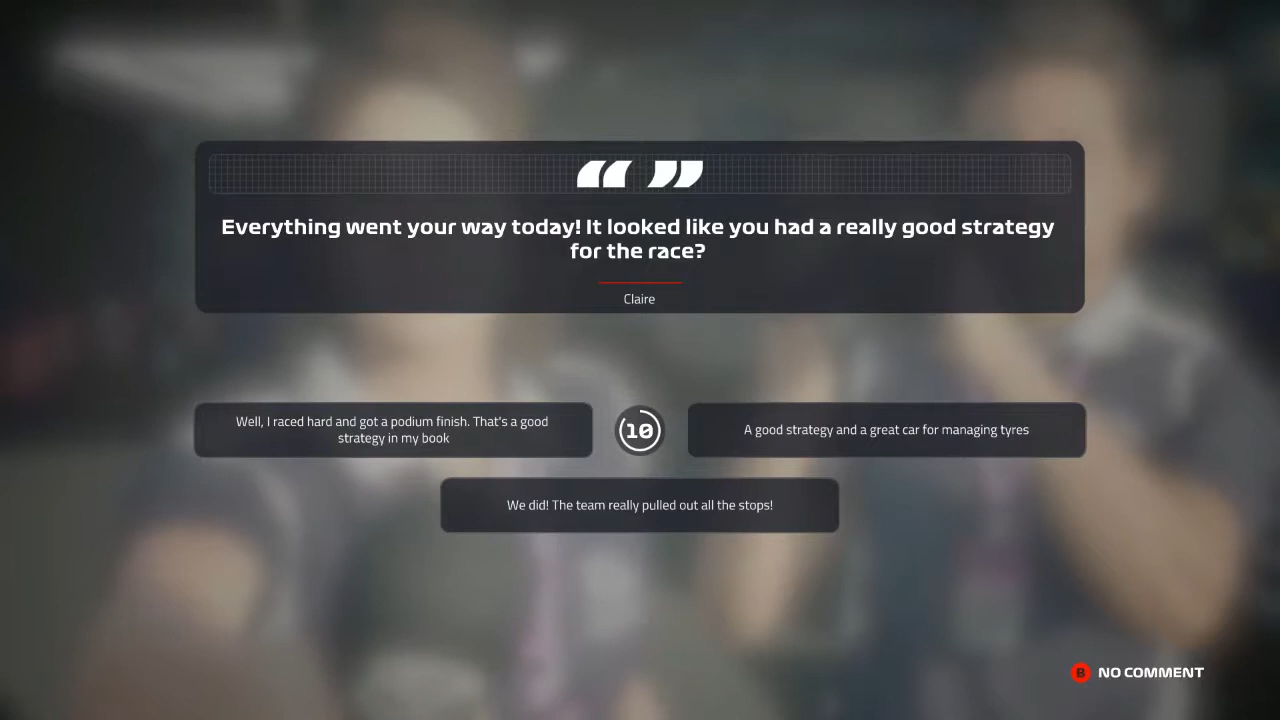 “ ”
Everything went your way today! It looked like you had a really good strategy
for the race?
Claire
Well, I raced hard and got a podium finish. That's a good
strategy in my book
10
A good strategy and a great car for managing tyres
We did! The team really pulled out all the stops!
B NO COMMENT